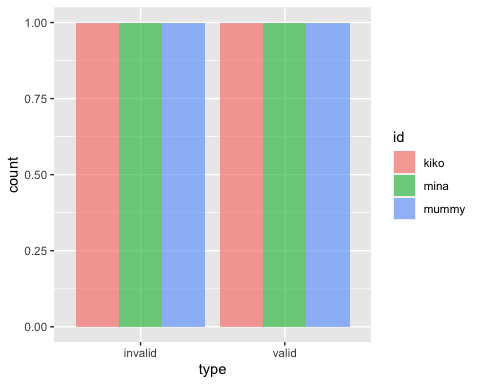 1.00
0.75
0.50
0.25
0.00
count
invalid valid
type
id
kiko
mina
mummy